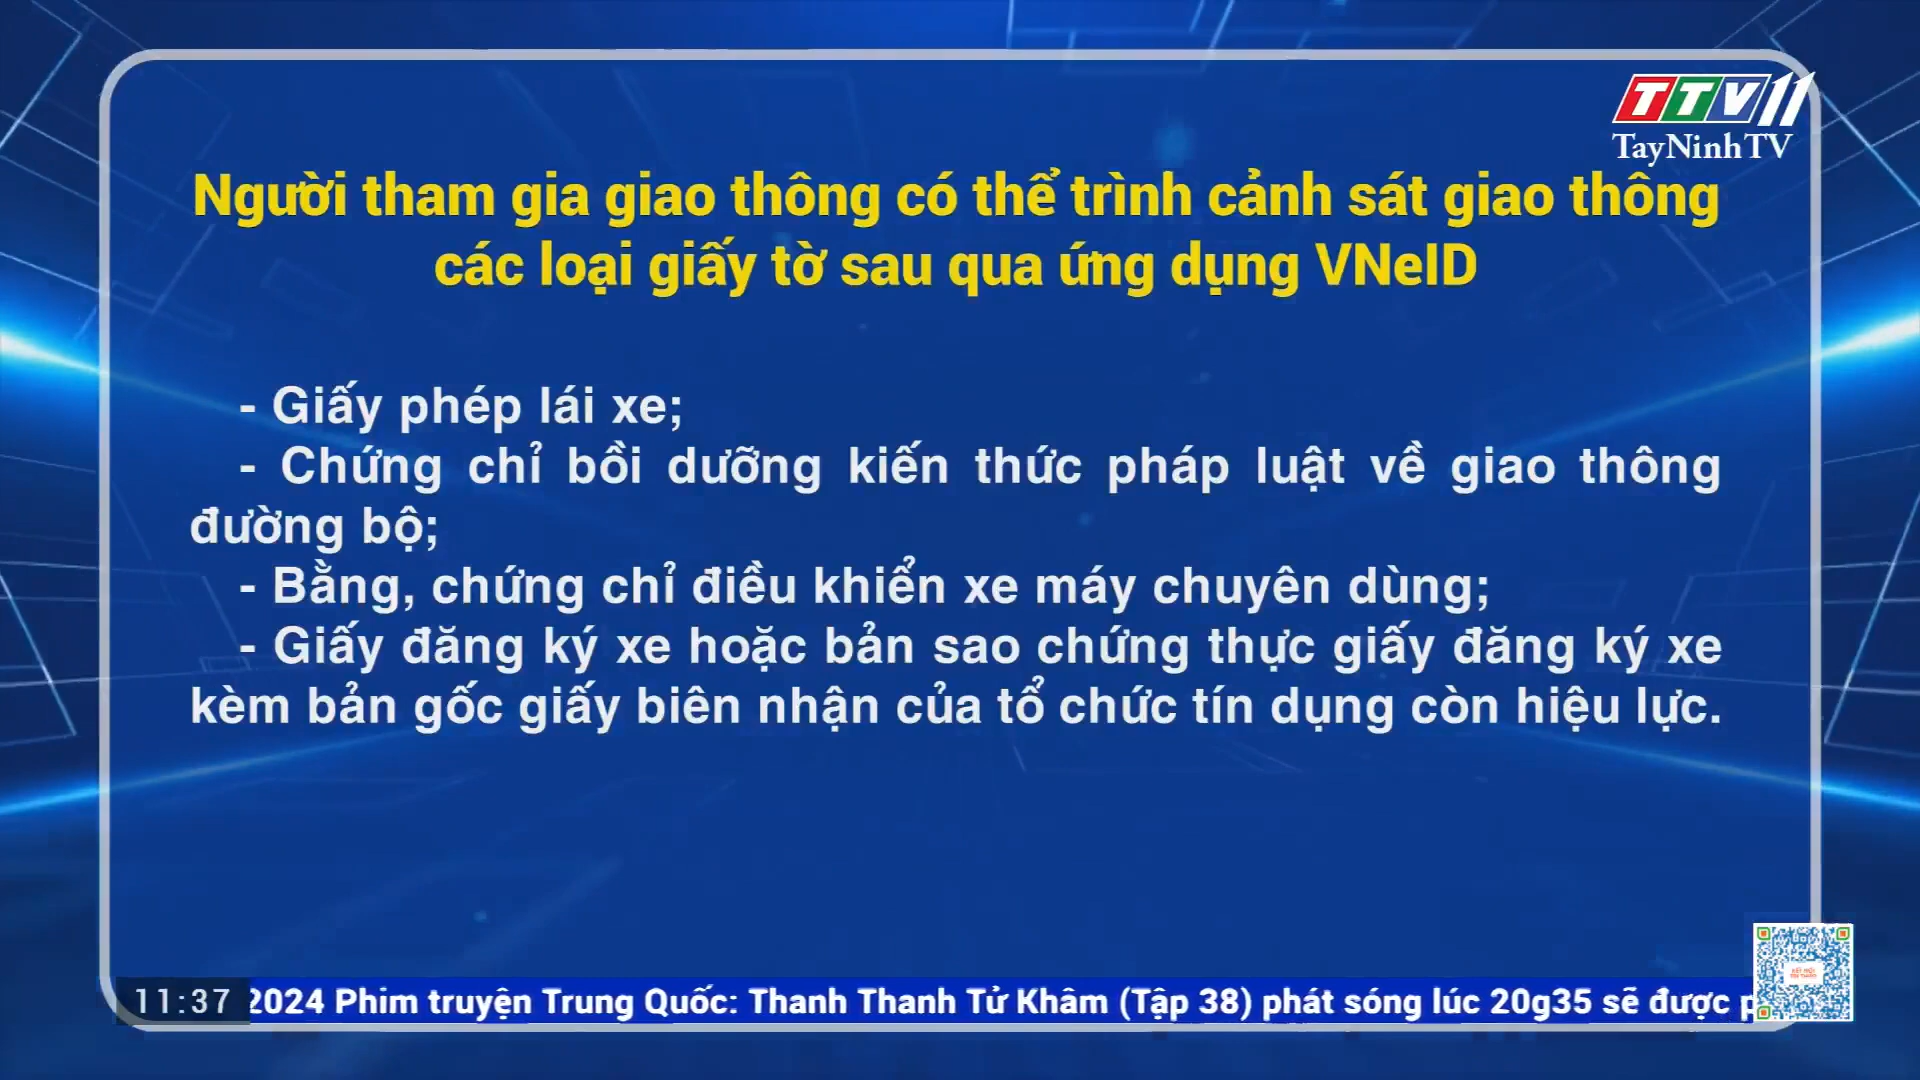 TTV11
TayNinhTV
Người tham gia giao thông có thể trình cảnh sát giao thông
các loại giấy tờ sau qua ứng dụng VNeID
- Giấy phép lái xe;
- Chứng chỉ bồi dưỡng kiến thức pháp luật về giao thông
đường bộ;
- Bằng, chứng chỉ điều khiển xe máy chuyên dùng;
- Giấy đăng ký xe hoặc bản sao chứng thực giấy đăng ký xe
kèm bản gốc giấy biên nhận của tổ chức tín dụng còn hiệu lực.
11:37 2024 Phim truyện Trung Quốc: Thanh Thanh Tử Khâm (Tập 38) phát sóng lúc 20g35 sẽ được p